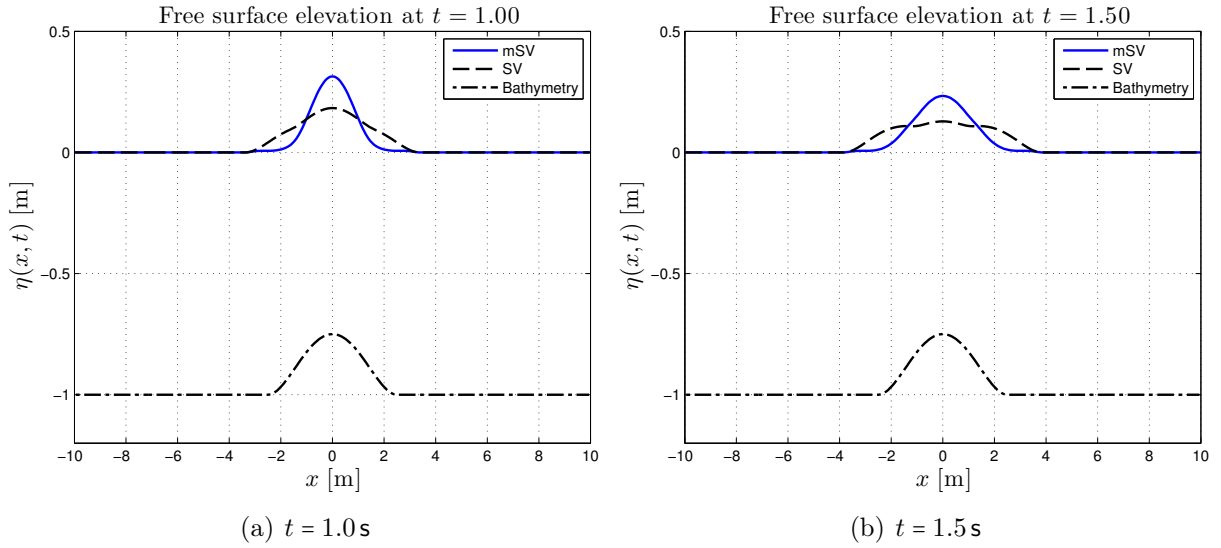 Free surface elevation at t = 1.00
0.5
0
−0.5
−1
η(x, t) [m]
mSV
SV
Bathymetry
−10 −8 −6 −4 −2 0 2 4 6 8 10
x [m]
(a) t = 1.0 s
Free surface elevation at t = 1.50
0.5
0
−0.5
−1
η(x, t) [m]
mSV
SV
Bathymetry
−10 −8 −6 −4 −2 0 2 4 6 8 10
x [m]
(b) t = 1.5 s